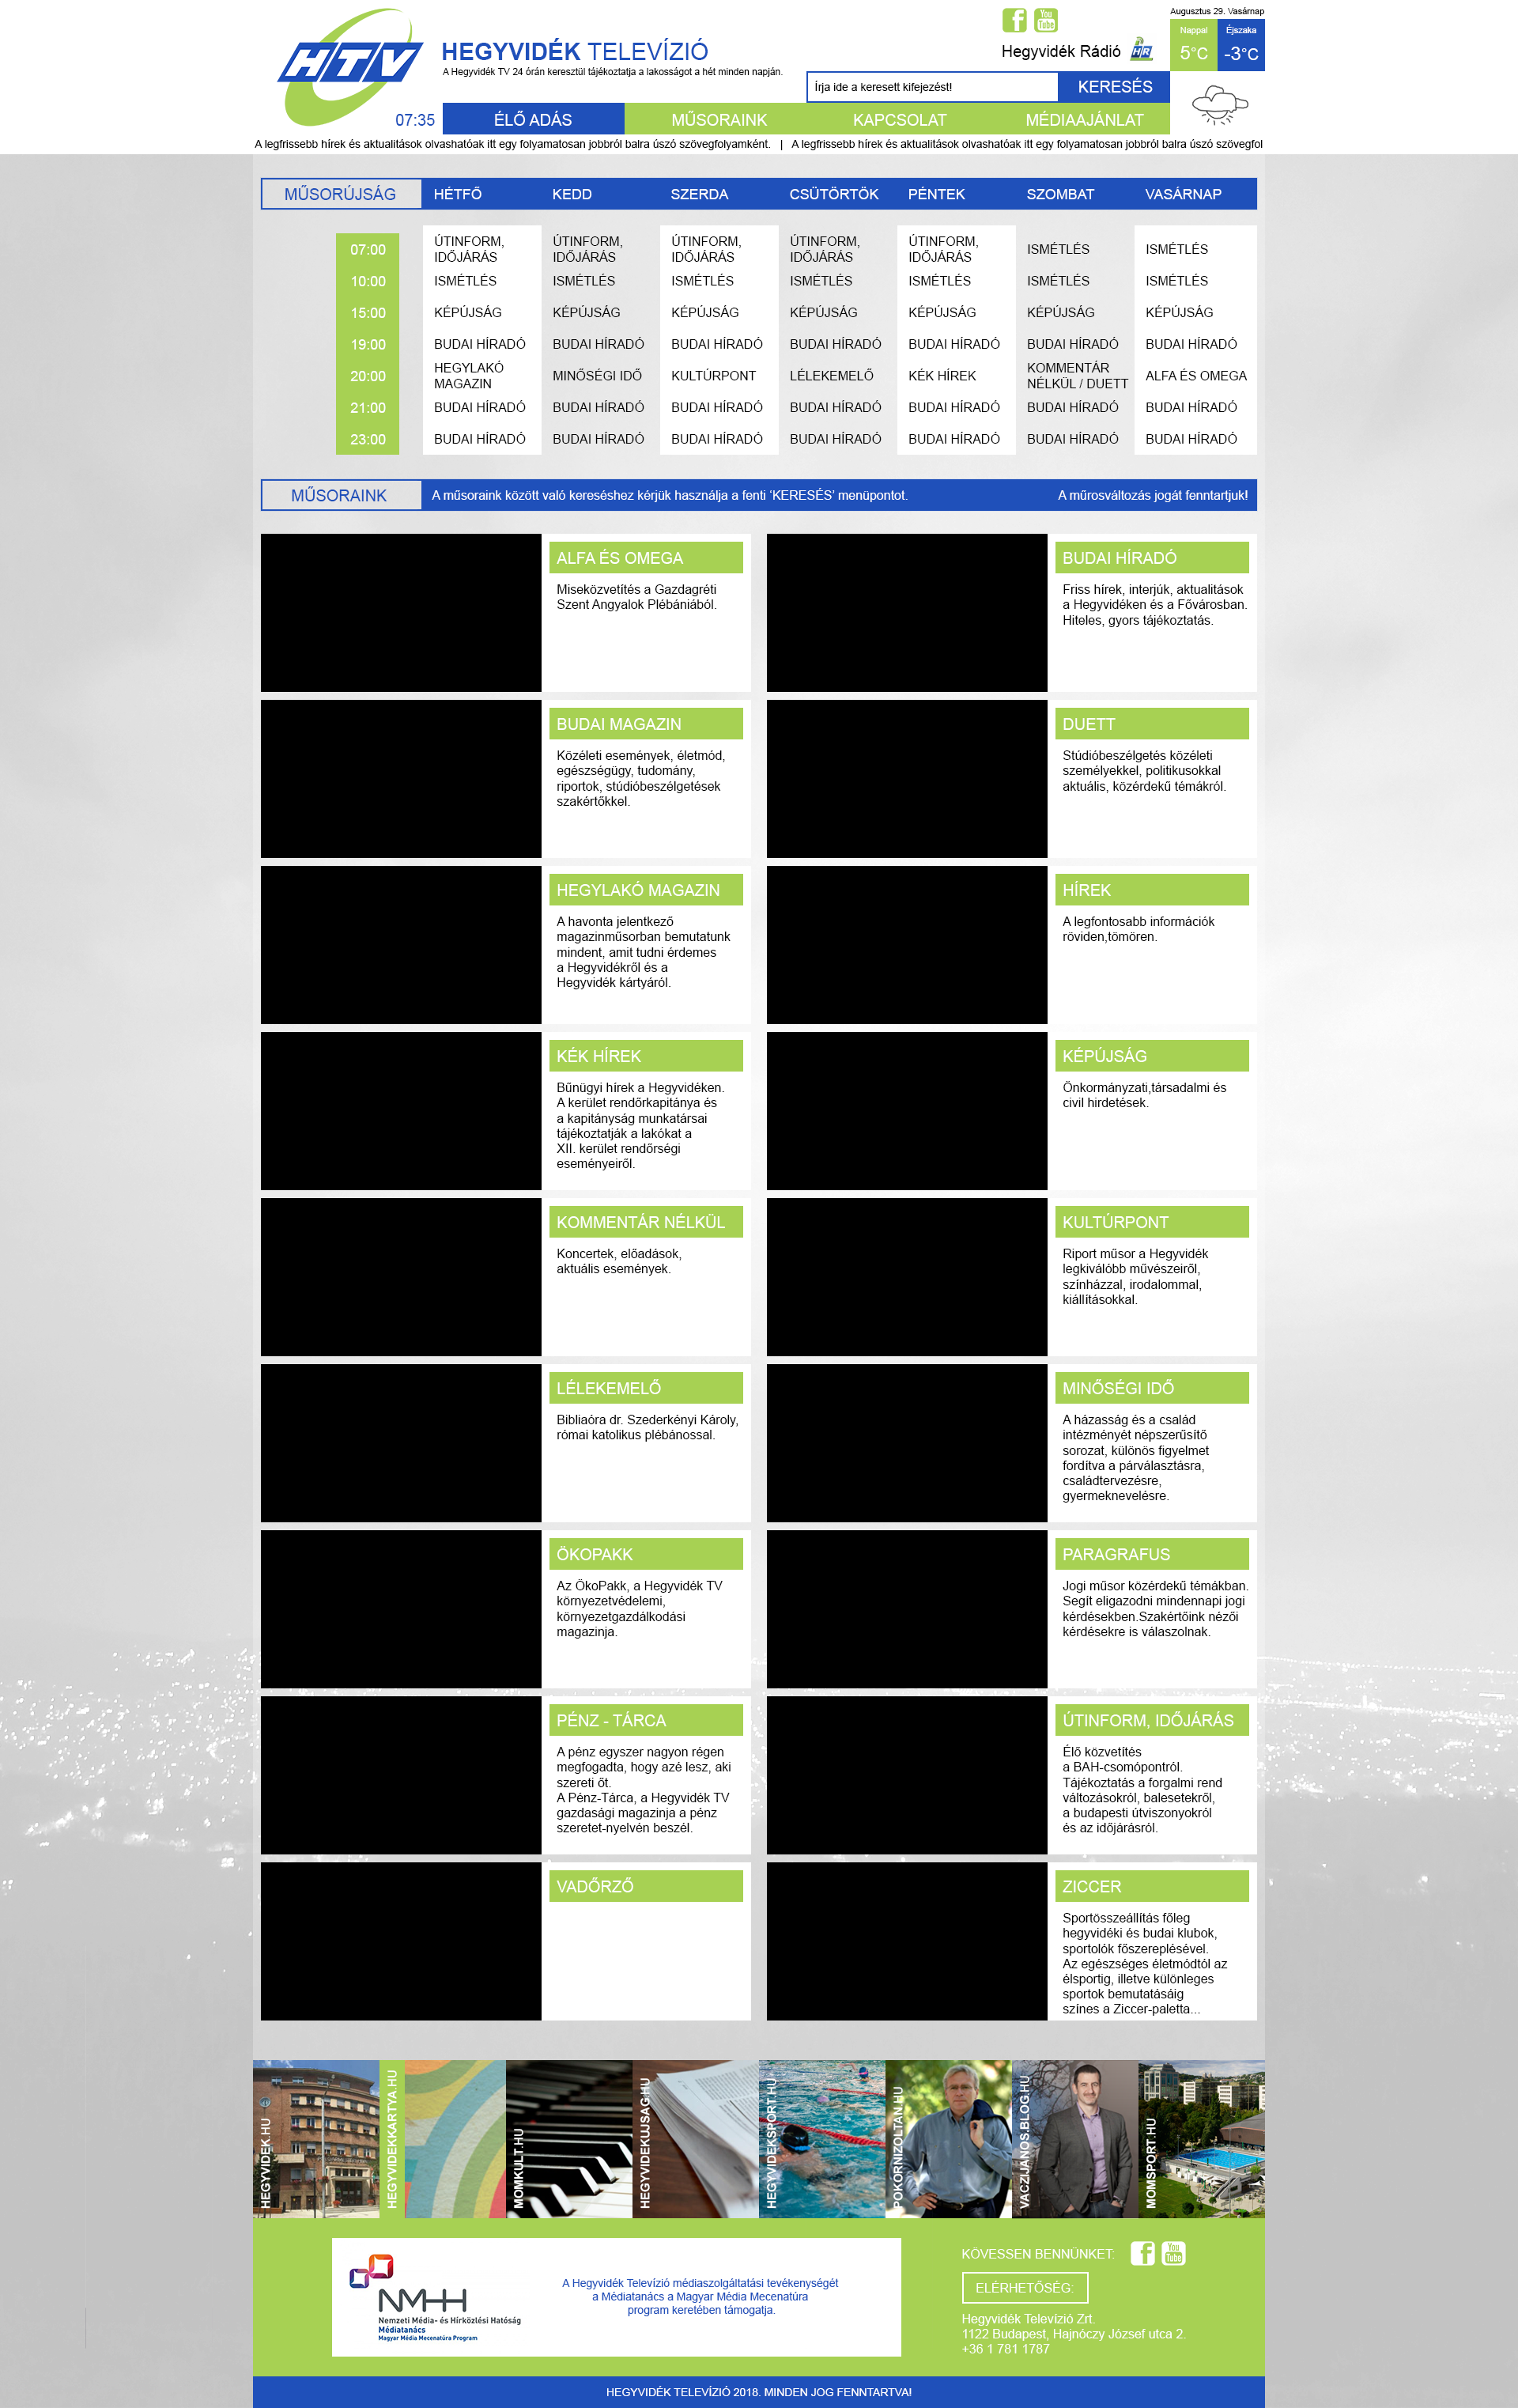 HTV
HEGYVIDÉK TELEVÍZIÓ
A Hegyvidék TV 24 órán keresztül tájékoztatja a lakosságot a hét minden napján.
You
Tube
Hegyvidék Rádió
HR
Augusztus 29. Vasárnap
Nappal
Éjszaka
5°C
-3°C
Írja ide a keresett kifejezést!
KERESÉS
07:35
ÉLŐ ADÁS
MŰSORAINK
KAPCSOLAT
MÉDIAAJÁNLAT
A legfrissebb hírek és aktualitások olvashatóak itt egy folyamatosan jobbról balra úszó szövegfolyamként. | A legfrissebb hírek és aktualitások olvashatóak itt egy folyamatosan jobbról balra úszó szövegfol
MŰSORÚJSÁG
HÉTFŐ
KEDD
SZERDA
CSÜTÖRTÖK
PÉNTEK
SZOMBAT
VASÁRNAP
07:00
ÚTINFORM,
IDŐJÁRÁS
ÚTINFORM,
IDŐJÁRÁS
ÚTINFORM,
IDŐJÁRÁS
ÚTINFORM,
IDŐJÁRÁS
ÚTINFORM,
IDŐJÁRÁS
ISMÉTLÉS
ISMÉTLÉS
10:00
ISMÉTLÉS
ISMÉTLÉS
ISMÉTLÉS
ISMÉTLÉS
ISMÉTLÉS
ISMÉTLÉS
ISMÉTLÉS
15:00
KÉPÚJSÁG
KÉPÚJSÁG
KÉPÚJSÁG
KÉPÚJSÁG
KÉPÚJSÁG
KÉPÚJSÁG
KÉPÚJSÁG
19:00
BUDAI HÍRADÓ
BUDAI HÍRADÓ
BUDAI HÍRADÓ
BUDAI HÍRADÓ
BUDAI HÍRADÓ
BUDAI HÍRADÓ
BUDAI HÍRADÓ
20:00
HEGYLAKÓ
MAGAZIN
MINŐSÉGI IDŐ
KULTÚRPONT
LÉLEKEMELŐ
KÉK HÍREK
KOMMENTÁR
NÉLKÜL / DUETT
ALFA ÉS OMEGA
21:00
BUDAI HÍRADÓ
BUDAI HÍRADÓ
BUDAI HÍRADÓ
BUDAI HÍRADÓ
BUDAI HÍRADÓ
BUDAI HÍRADÓ
BUDAI HÍRADÓ
23:00
BUDAI HÍRADÓ
BUDAI HÍRADÓ
BUDAI HÍRADÓ
BUDAI HÍRADÓ
BUDAI HÍRADÓ
BUDAI HÍRADÓ
BUDAI HÍRADÓ
MŰSORAINK
A műsoraink között való kereséshez kérjük használja a fenti 'KERESÉS' menüpontot.
A műrosváltozás jogát fenntartjuk!
ALFA ÉS OMEGA
Miseközvetítés a Gazdagréti
Szent Angyalok Plébániából.
BUDAI HÍRADÓ
Friss hírek, interjúk, aktualitások
a Hegyvidéken és a Fővárosban.
Hiteles, gyors tájékoztatás.
BUDAI MAGAZIN
Közéleti események, életmód,
egészségügy, tudomány,
riportok, stúdióbeszélgetések
szakértőkkel.
DUETT
Stúdióbeszélgetés közéleti
személyekkel, politikusokkal
aktuális, közérdekű témákról.
HEGYLAKÓ MAGAZIN
A havonta jelentkező
magazinműsorban bemutatunk
mindent, amit tudni érdemes
a Hegyvidékről és a
Hegyvidék kártyáról.
HÍREK
A legfontosabb információk
röviden,tömören.
KÉK HÍREK
Bűnügyi hírek a Hegyvidéken.
A kerület rendőrkapitánya és
a kapitányság munkatársai
tájékoztatják a lakókat a
XII. kerület rendőrségi
eseményeiről.
KÉPÚJSÁG
Önkormányzati,társadalmi és
civil hirdetések.
KOMMENTÁR NÉLKÜL
Koncertek, előadások,
aktuális események.
KULTÚRPONT
Riport műsor a Hegyvidék
legkiválóbb művészeiről,
színházzal, irodalommal,
kiállításokkal.
LÉLEKEMELŐ
Bibliaóra dr. Szederkényi Károly,
római katolikus plébánossal.
MINŐSÉGI IDŐ
A házasság és a család
intézményét népszerűsítő
sorozat, különös figyelmet
fordítva a párválasztásra,
családtervezésre,
gyermeknevelésre.
ÖKOPAKK
Az ÖkoPakk, a Hegyvidék TV
környezetvédelemi,
környezetgazdálkodási
magazinja.
PARAGRAFUS
Jogi műsor közérdekű témákban.
Segít eligazodni mindennapi jogi
kérdésekben.Szakértőink nézői
kérdésekre is válaszolnak.
PÉNZ - TÁRCA
A pénz egyszer nagyon régen
megfogadta, hogy azé lesz, aki
szereti őt.
A Pénz-Tárca, a Hegyvidék TV
gazdasági magazinja a pénz
szeretet-nyelvén beszél.
ÚTINFORM, IDŐJÁRÁS
Élő közvetítés
a BAH-csomópontról.
Tájékoztatás a forgalmi rend
változásokról, balesetekről,
a budapesti útviszonyokról
és az időjárásról.
VADŐRZŐ
ZICCER
Sportösszeállítás főleg
hegyvidéki és budai klubok,
sportolók főszereplésével.
Az egészséges életmódtól az
élsportig, illetve különleges
sportok bemutatásáig
színes a Ziccer-paletta...
HEGYVIDEK.HU
HEGYVIDEKKARTYA.HU
MOMKULT.HU
HEGYVIDEKUJSAG.HU
HEGYVIDEKSPORT.HU
POKORNIZOLTAN.HU
VACZIJANOS.BLOG.HU
MOMSPORT.HU
NMHH
Nemzeti Média- és Hírközlési Hatóság
Médiatanács
Magyar Média Mecenatúra Program
A Hegyvidék Televízió médiaszolgáltatási tevékenységét
a Médiatanács a Magyar Média Mecenatúra
program keretében támogatja.
KÖVESSEN BENNÜNKET:
You
Tube
ELÉRHETŐSÉG:
Hegyvidék Televízió Zrt.
1122 Budapest, Hajnóczy József utca 2.
+36 1 781 1787
HEGYVIDÉK TELEVÍZIÓ 2018. MINDEN JOG FENNTARTVA!